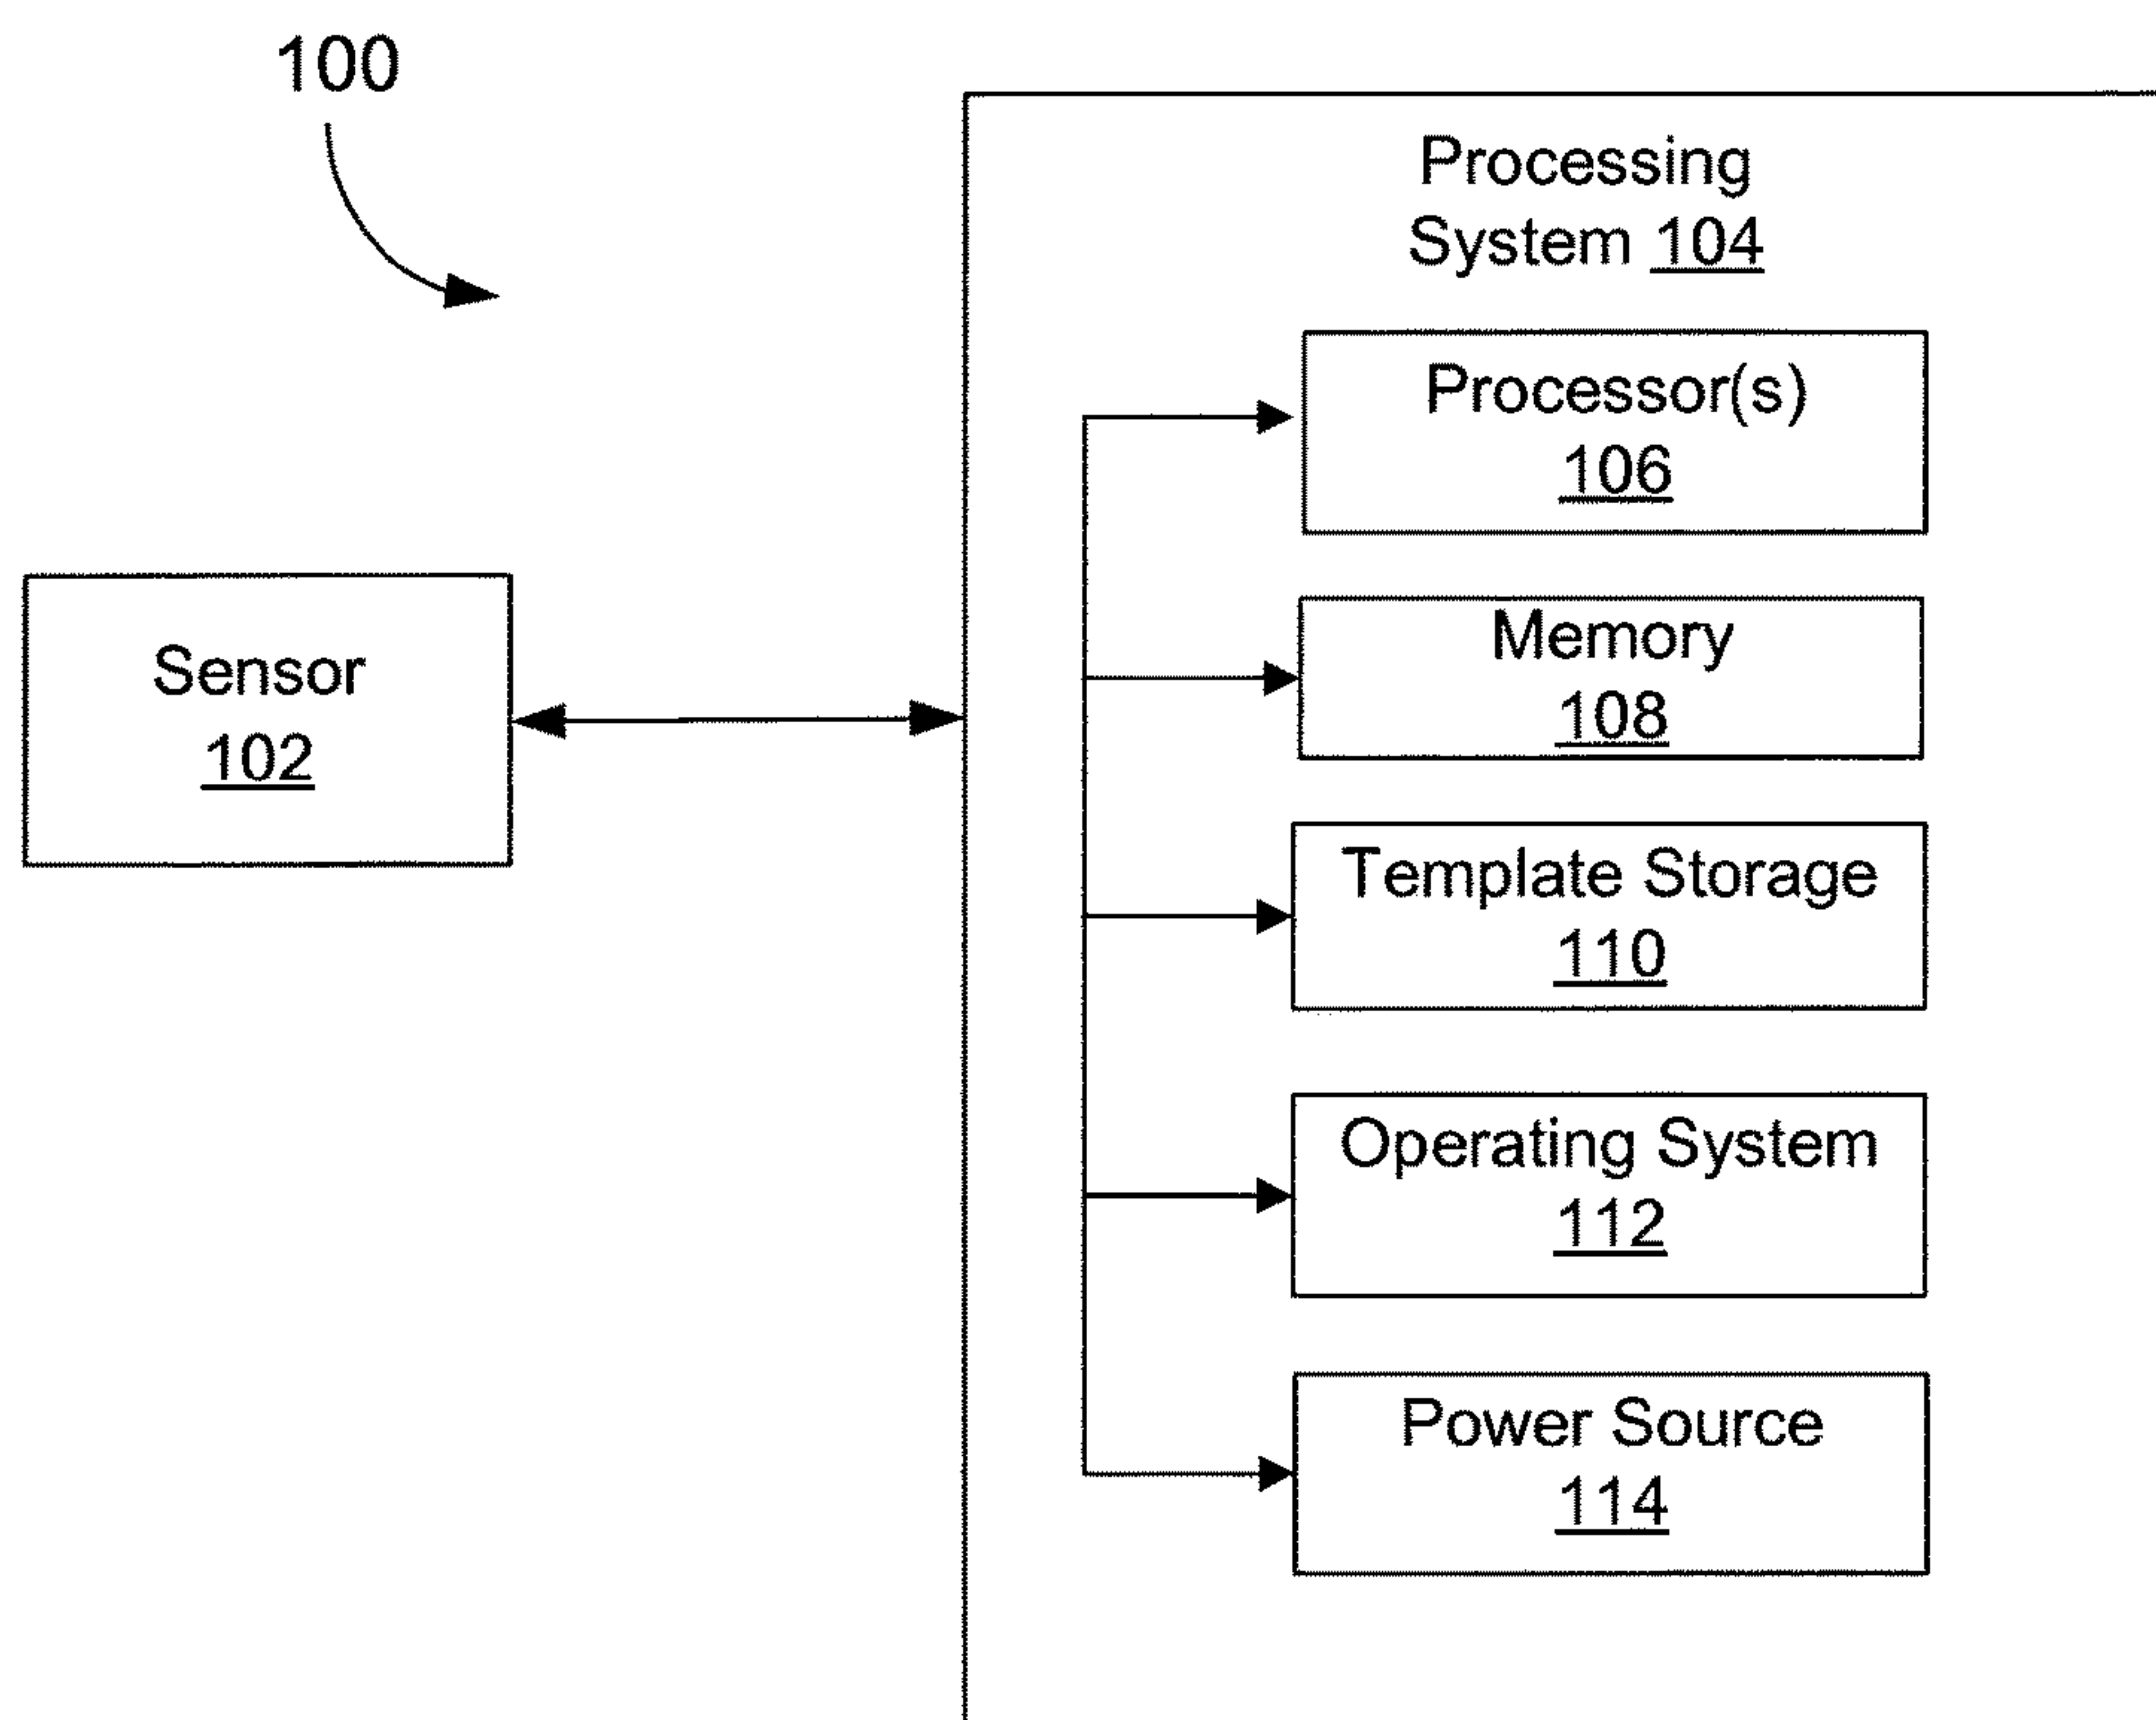 100
Processing
System 104
Processor(s)
106
Sensor
102
Memory
108
Template Storage
110
Operating System
112
Power Source
114